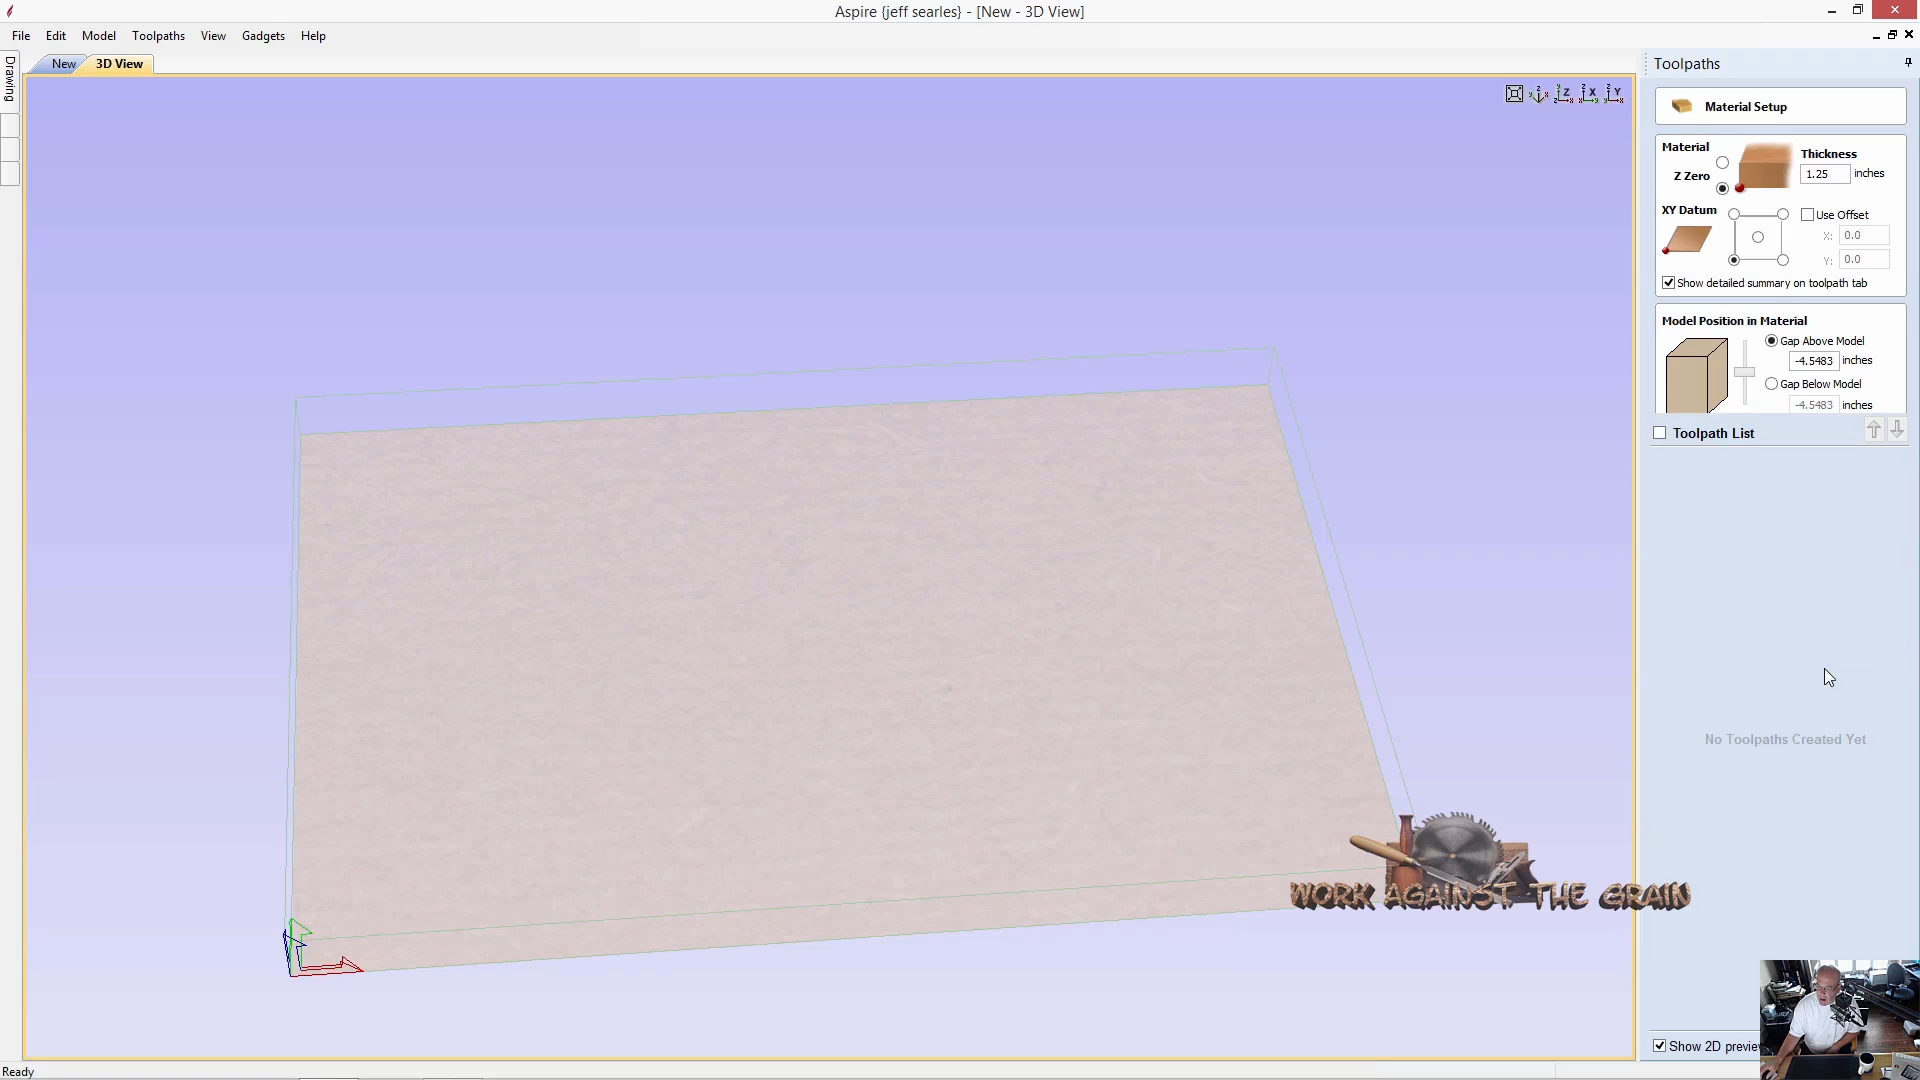 Aspire {jeff searles} - [New - 3D View]
File Edit Model Toolpaths View Gadgets Help
Drawing
New 3D View
Z X Y
Toolpaths
Material Setup
Material
Z Zero
Thickness
1.25 inches
XY Datum
Use Offset
X: 0.0
Y: 0.0
Show detailed summary on toolpath tab
Model Position in Material
Gap Above Model
-4.5483 inches
Gap Below Model
-4.5483 inches
Toolpath List
No Toolpaths Created Yet
WORK AGAINST THE GRAIN
Show 2D
Ready